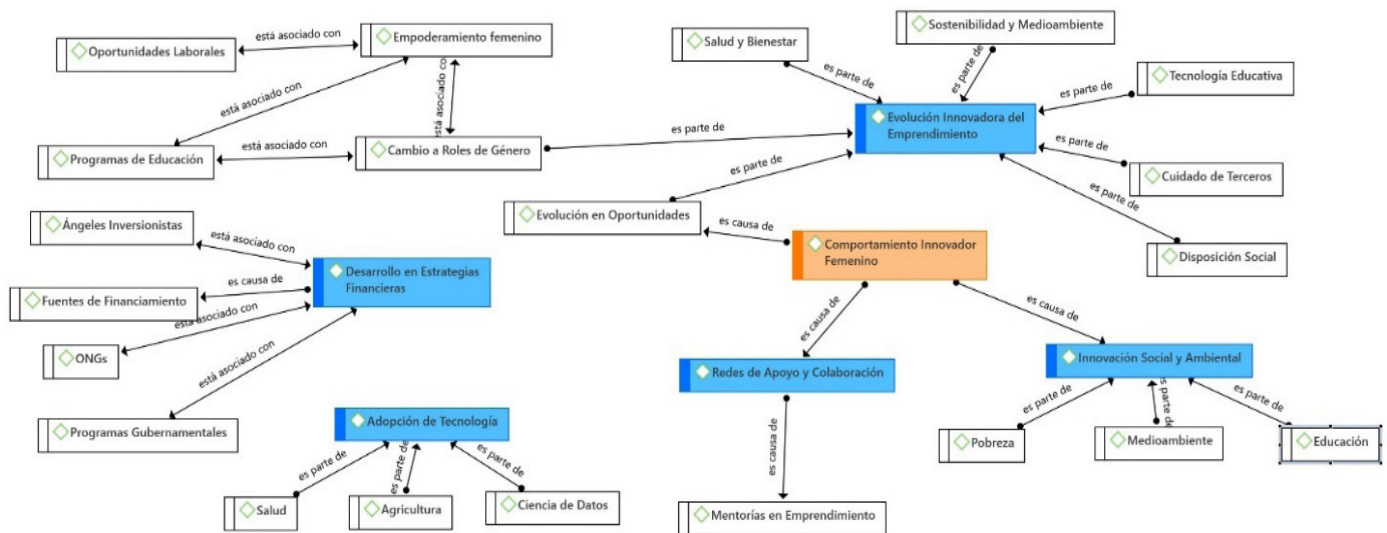 Sostenibilidad y Medioambiente
Empoderamiento femenino
Salud y Bienestar
Oportunidades Laborales
está asociado con
es parte de
es parte de
Tecnología Educativa
está asociado con
está asociado con
es parte de
Evolución Innovadora del
Emprendimiento
es parte de
Programas de Educación
está asociado con
Cambio a Roles de Género
es parte de
Cuidado de Terceros
es parte de
es parte de
Evolución en Oportunidades
es causa de
Ángeles Inversionistas
está asociado con
Comportamiento Innovador
Femenino
Disposición Social
Desarrollo en Estrategias
Financieras
es causa de
Fuentes de Financiamiento
está asociado con
es causa de
es causa de
ONGs
está asociado con
Redes de Apoyo y Colaboración
Innovación Social y Ambiental
es parte de
es parte de
es parte de
Programas Gubernamentales
Adopción de Tecnología
Pobreza
Medioambiente
Educación
es parte de
es parte de
es parte de
es causa de
Salud
Agricultura
Ciencia de Datos
Mentorías en Emprendimiento